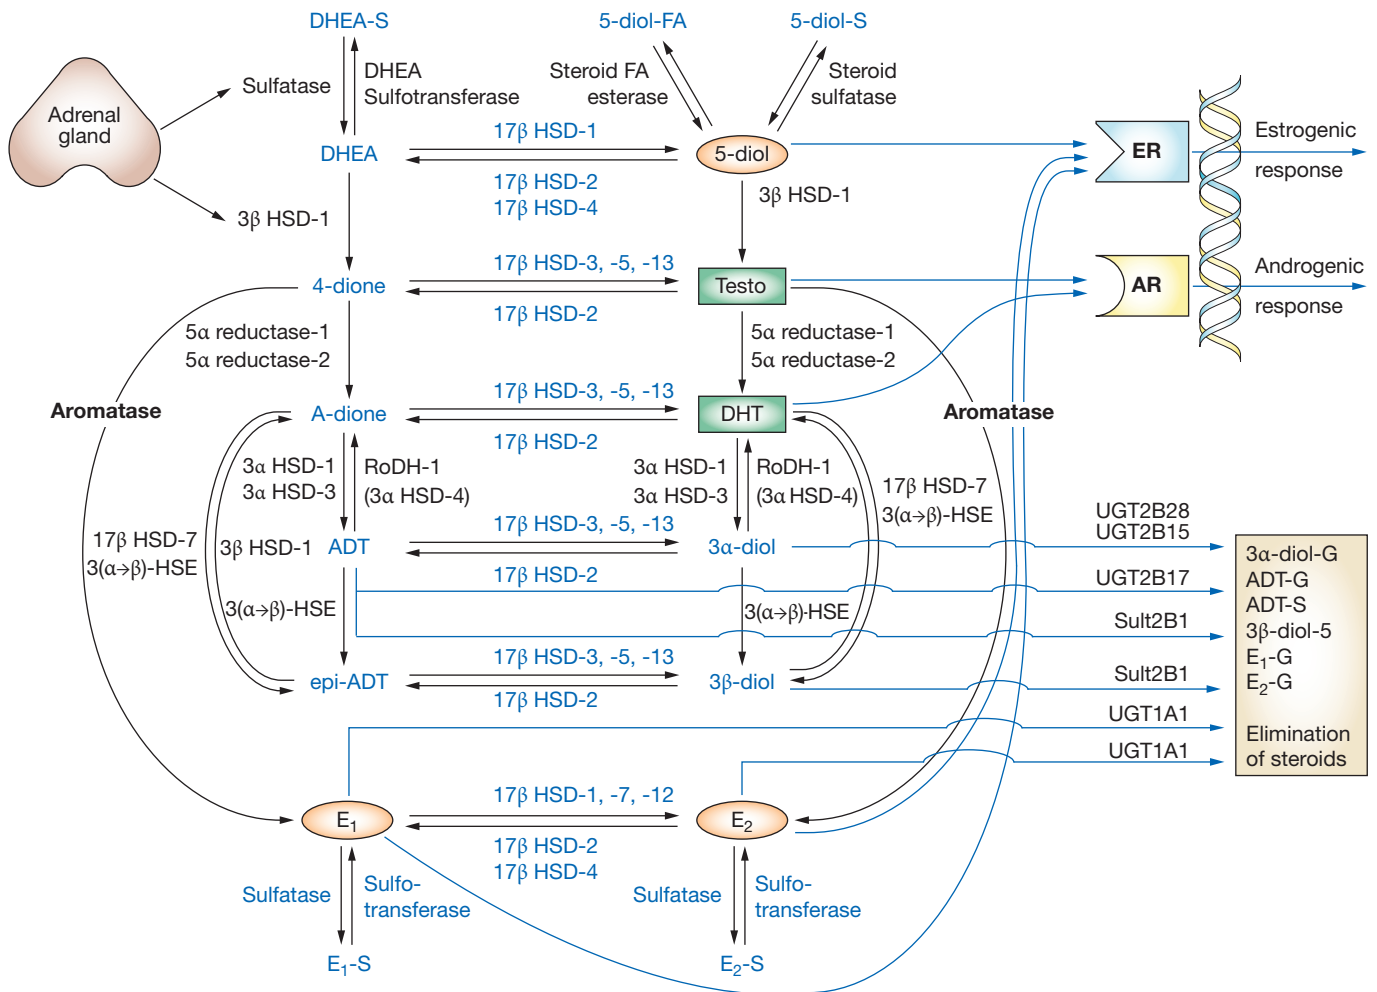 DHEA-S
5-diol-FA
5-diol-S
Adrenal
gland
Sulfatase
DHEA
Sulfotransferase
Steroid FA
esterase
Steroid
sulfatase
17β HSD-1
DHEA
5-diol
17β HSD-2
17β HSD-4
3β HSD-1
3β HSD-1
ER
Estrogenic
response
17β HSD-3, -5, -13
4-dione
Testo
17β HSD-2
AR
Androgenic
response
5α reductase-1
5α reductase-2
5α reductase-1
5α reductase-2
Aromatase
17β HSD-3, -5, -13
A-dione
DHT
17β HSD-2
Aromatase
3α HSD-1
3α HSD-3
RoDH-1
(3α HSD-4)
3α HSD-1
3α HSD-3
RoDH-1
(3α HSD-4)
17β HSD-7
3(α→β)-HSE
17β HSD-7
3(α→β)-HSE
3β HSD-1
ADT
17β HSD-3, -5, -13
3α-diol
17β HSD-2
UGT2B28
UGT2B15
UGT2B17
3(α→β)-HSE
3(α→β)-HSE
Sult2B1
17β HSD-3, -5, -13
epi-ADT
3β-diol
17β HSD-2
Sult2B1
UGT1A1
UGT1A1
3α-diol-G
ADT-G
ADT-S
3β-diol-5
E₁-G
E₂-G
Elimination
of steroids
17β HSD-1, -7, -12
E₁
E₂
17β HSD-2
17β HSD-4
Sulfatase
Sulfo-
transferase
Sulfatase
Sulfo-
transferase
E₁-S
E₂-S